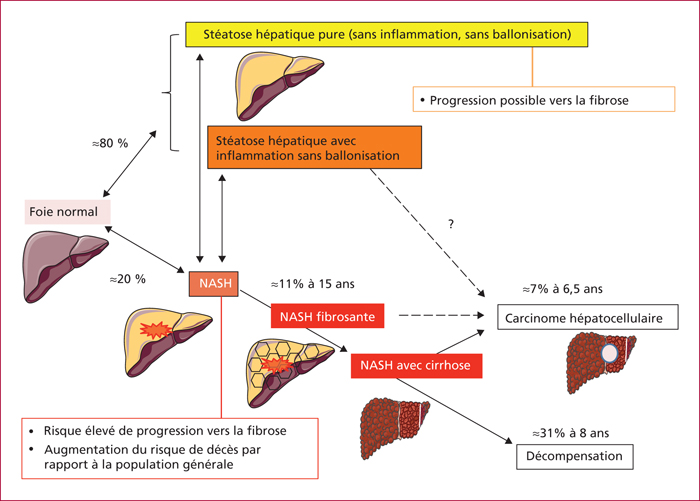 Stéatose hépatique pure (sans inflammation, sans ballonisation)
• Progression possible vers la fibrose
Stéatose hépatique avec
inflammation sans ballonisation
≈80 %
Foie normal
?
≈20 %
NASH
≈11% à 15 ans
≈7% à 6,5 ans
NASH fibrosante
Carcinome hépatocellulaire
NASH avec cirrhose
• Risque élevé de progression vers la fibrose
• Augmentation du risque de décès par
rapport à la population générale
≈31% à 8 ans
Décompensation